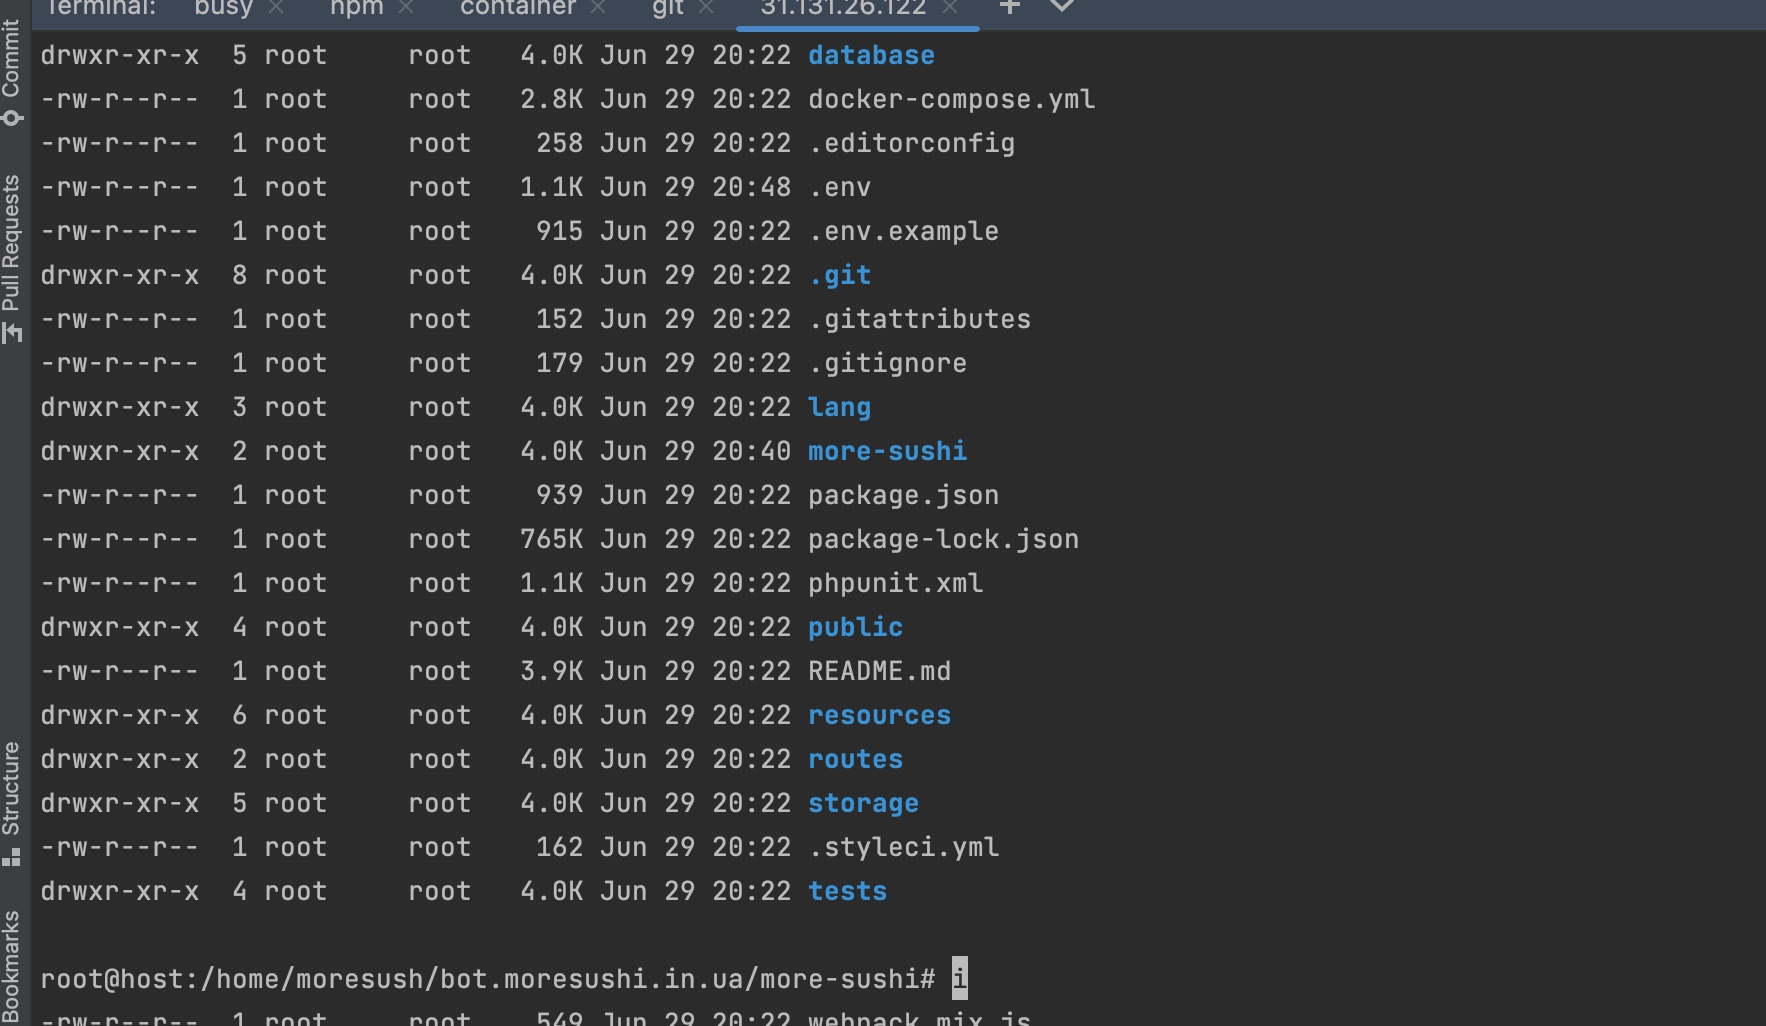 Terminal: busy npm container git 31.131.26.122
Commit
Pull Requests
Structure
Bookmarks
drwxr-xr-x 5 root root 4.0K Jun 29 20:22 database
-rw-r--r-- 1 root root 2.8K Jun 29 20:22 docker-compose.yml
-rw-r--r-- 1 root root 258 Jun 29 20:22 .editorconfig
-rw-r--r-- 1 root root 1.1K Jun 29 20:48 .env
-rw-r--r-- 1 root root 915 Jun 29 20:22 .env.example
drwxr-xr-x 8 root root 4.0K Jun 29 20:22 .git
-rw-r--r-- 1 root root 152 Jun 29 20:22 .gitattributes
-rw-r--r-- 1 root root 179 Jun 29 20:22 .gitignore
drwxr-xr-x 3 root root 4.0K Jun 29 20:22 lang
drwxr-xr-x 2 root root 4.0K Jun 29 20:40 more-sushi
-rw-r--r-- 1 root root 939 Jun 29 20:22 package.json
-rw-r--r-- 1 root root 765K Jun 29 20:22 package-lock.json
-rw-r--r-- 1 root root 1.1K Jun 29 20:22 phpunit.xml
drwxr-xr-x 4 root root 4.0K Jun 29 20:22 public
-rw-r--r-- 1 root root 3.9K Jun 29 20:22 README.md
drwxr-xr-x 6 root root 4.0K Jun 29 20:22 resources
drwxr-xr-x 2 root root 4.0K Jun 29 20:22 routes
drwxr-xr-x 5 root root 4.0K Jun 29 20:22 storage
-rw-r--r-- 1 root root 162 Jun 29 20:22 .styleci.yml
drwxr-xr-x 4 root root 4.0K Jun 29 20:22 tests
root@host:/home/moresush/bot.moresushi.in.ua/more-sushi# i
-rw-r--r-- 1 root root 549 Jun 29 20:22 webpack.mix.js